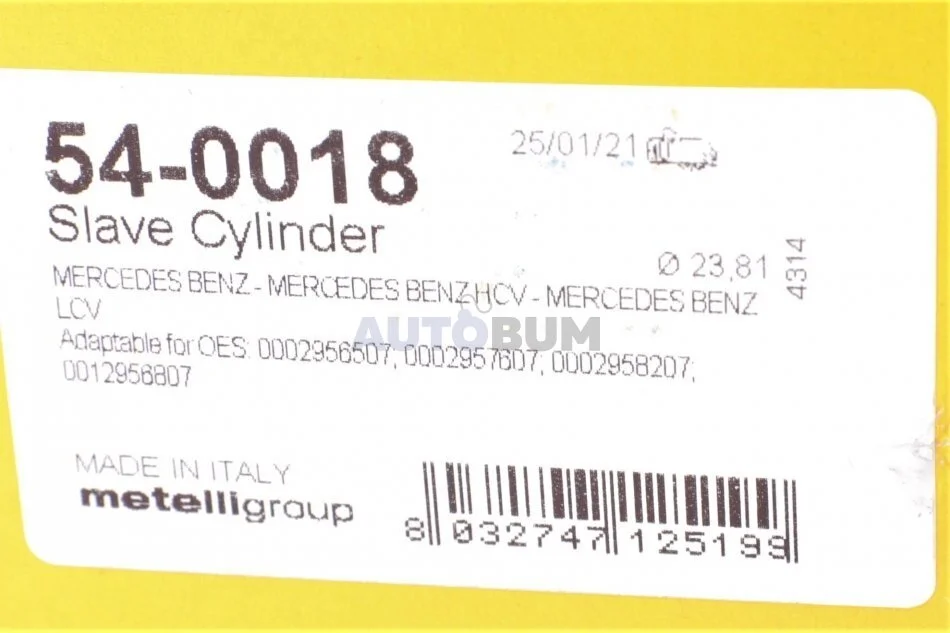 54-0018
25/01/21
Slave Cylinder
Ø 23,81
4314
MERCEDES BENZ - MERCEDES BENZ HCV - MERCEDES BENZ
LCV
AUTOBUM
Adaptable for OES: 0002956507; 0002957607; 0002958207;
0012956807
MADE IN ITALY
metelligroup
8 032747 125199